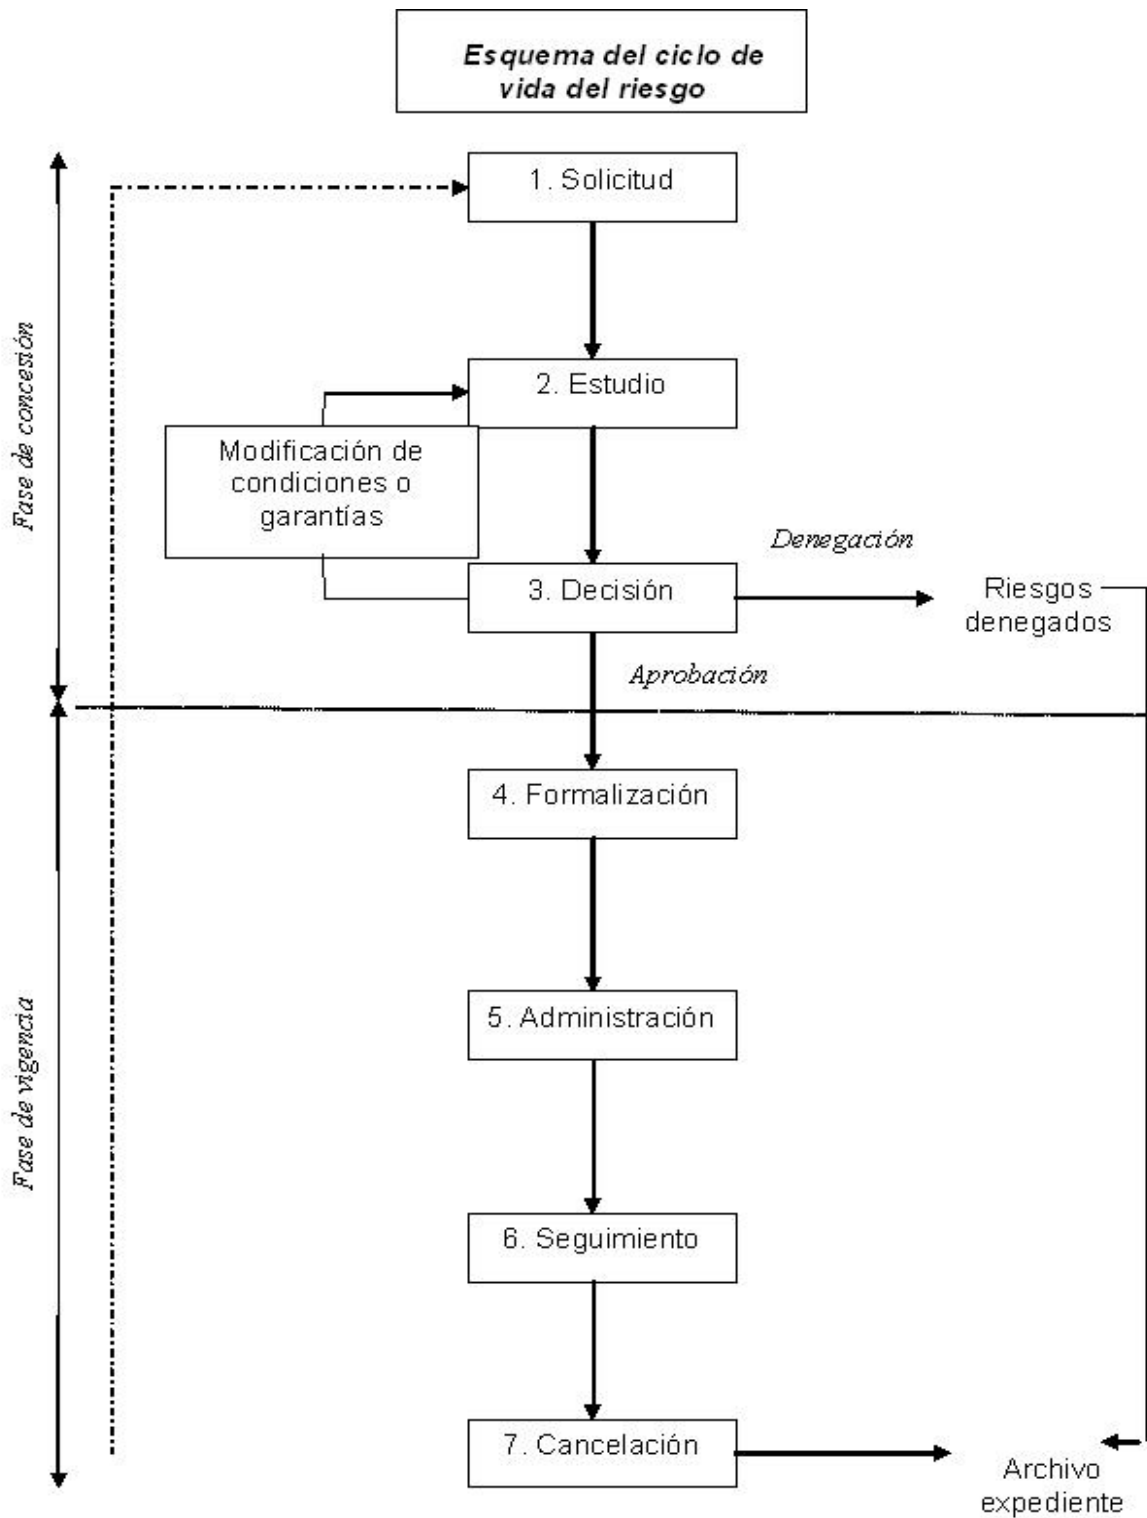 Esquema del ciclo de
vida del riesgo
1. Solicitud
Fase de concesión
2. Estudio
Modificación de
condiciones o
garantías
Denegación
3. Decisión
Riesgos
denegados
Aprobación
4. Formalización
5. Administración
Fase de vigencia
6. Seguimiento
7. Cancelación
Archivo
expediente